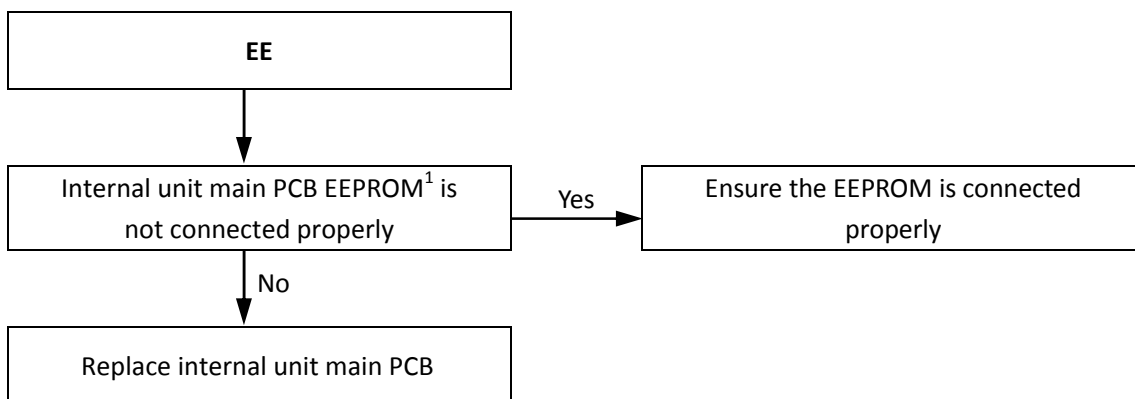 EE
Internal unit main PCB EEPROM¹ is
not connected properly
Yes
Ensure the EEPROM is connected
properly
No
Replace internal unit main PCB